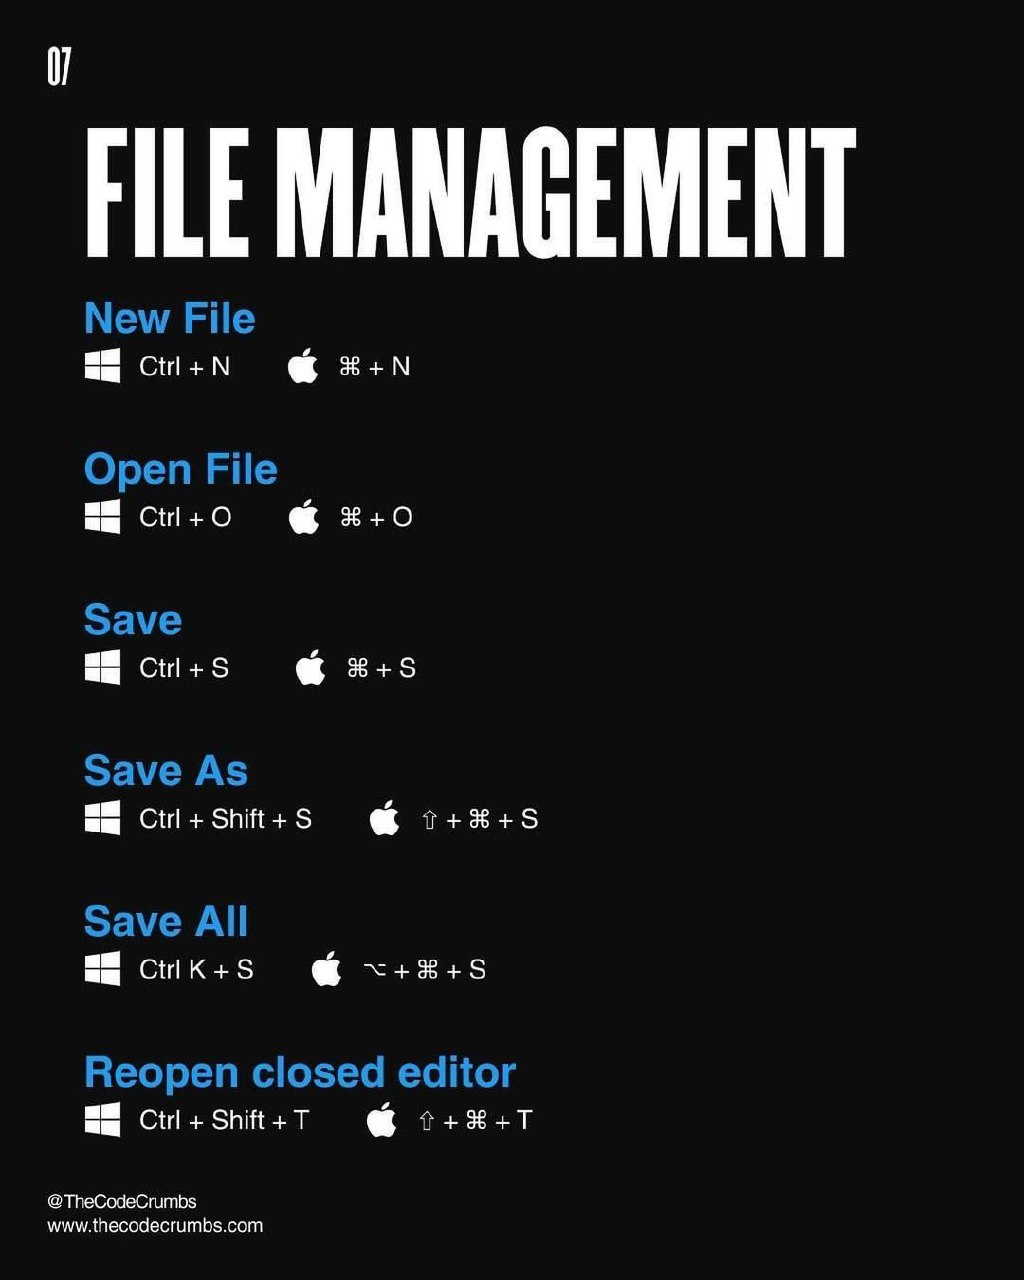 07
FILE MANAGEMENT
New File
Ctrl + N ⌘ + N
Open File
Ctrl + O ⌘ + O
Save
Ctrl + S ⌘ + S
Save As
Ctrl + Shift + S ⇧ + ⌘ + S
Save All
Ctrl K + S ⌥ + ⌘ + S
Reopen closed editor
Ctrl + Shift + T ⇧ + ⌘ + T
@TheCodeCrumbs
www.thecodecrumbs.com